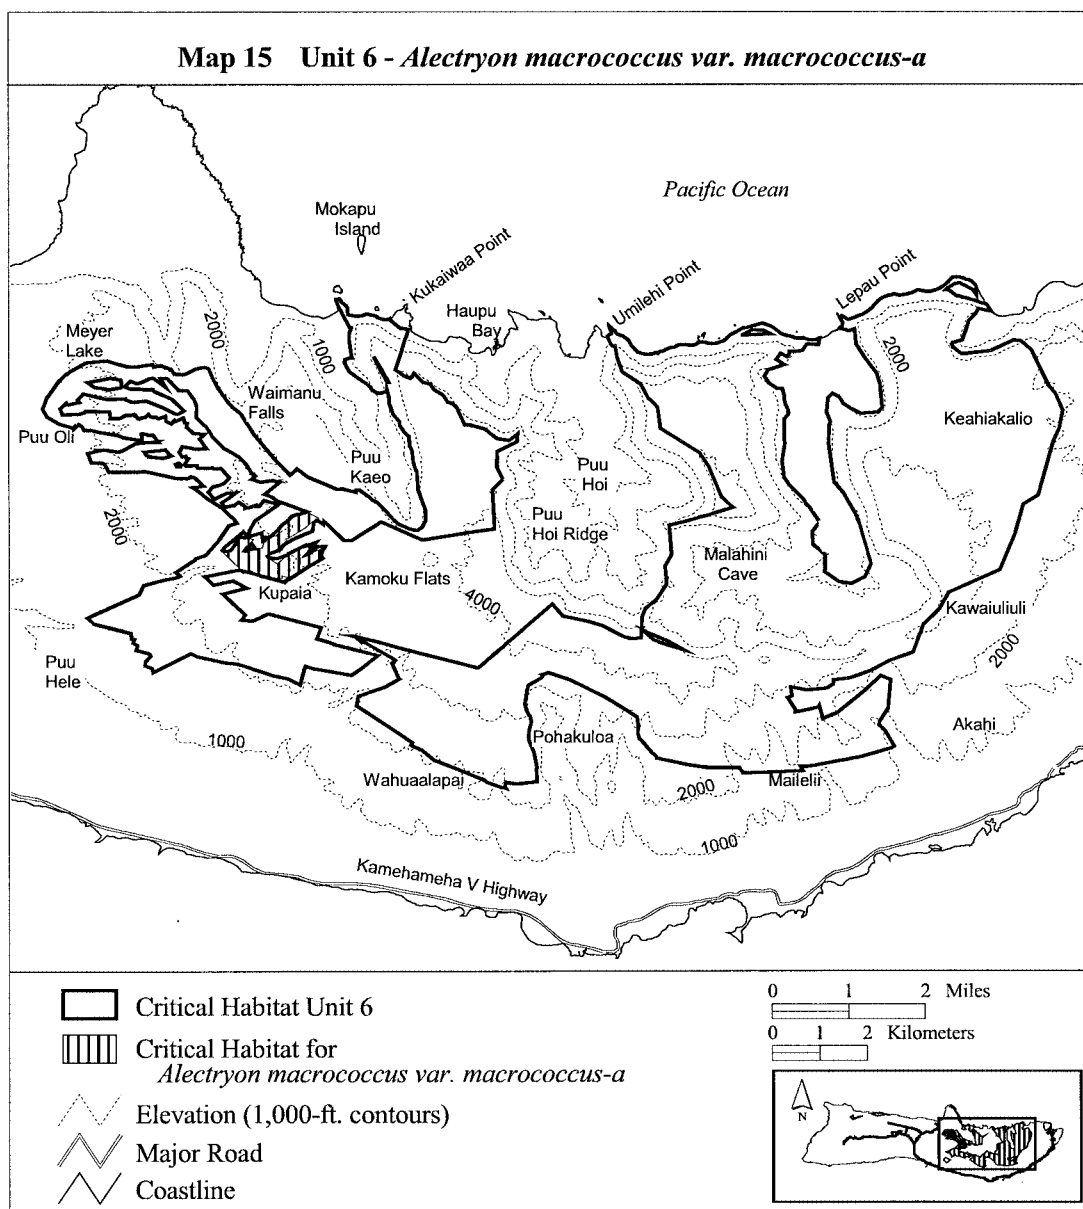 Map 15 Unit 6 - Alectryon macrococcus var. macrococcus-a
Pacific Ocean
Mokapu
Island
Kukaiwaa Point
Haupu
Bay
Umilehi Point
Lepau Point
Meyer
Lake
2000
1000
2000
Waimanu
Falls
Keahiakalio
Puu Oli
Puu
Kaeo
Puu
Hoi
Puu
Hoi Ridge
2000
Malahini
Cave
Kamoku Flats
Kupaia
4000
Kawaiuliuli
2000
Puu
Hele
1000
Pohakuloa
Akahi
Wahuaalapai
2000
Mailelii
1000
Kamehameha V Highway
Critical Habitat Unit 6
Critical Habitat for
Alectryon macrococcus var. macrococcus-a
Elevation (1,000-ft. contours)
Major Road
Coastline
0 1 2 Miles
0 1 2 Kilometers
N